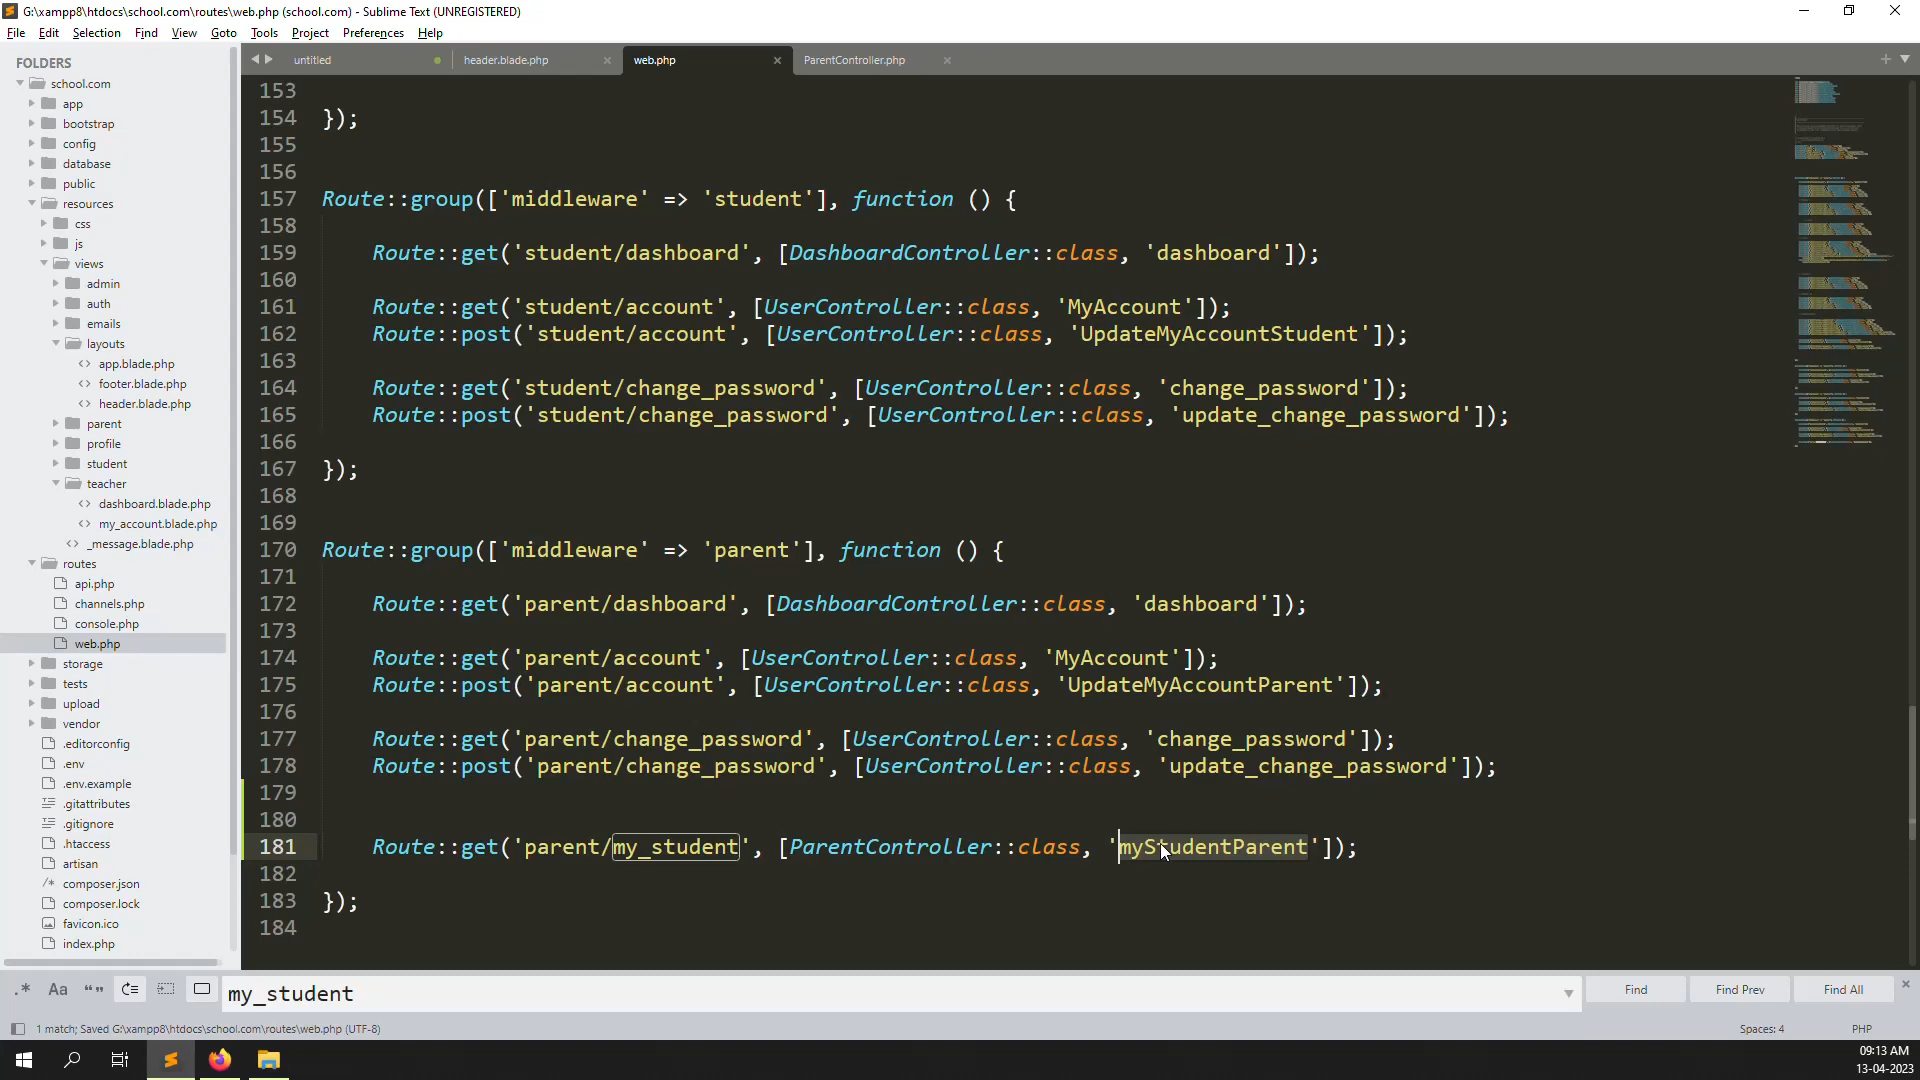 G:\xampp8\htdocs\school.com\routes\web.php (school.com) - Sublime Text (UNREGISTERED)
File Edit Selection Find View Goto Tools Project Preferences Help
FOLDERS
school.com
app
bootstrap
config
database
public
resources
css
js
views
admin
auth
emails
layouts
app.blade.php
footer.blade.php
header.blade.php
parent
profile
student
teacher
dashboard.blade.php
my_account.blade.php
_message.blade.php
routes
api.php
channels.php
console.php
web.php
storage
tests
upload
vendor
.editorconfig
.env
.env.example
.gitattributes
.gitignore
.htaccess
artisan
composer.json
composer.lock
favicon.ico
index.php
untitled header.blade.php web.php ParentController.php
153
154 });
155
156
157 Route::group(['middleware' => 'student'], function () {
158
159 Route::get('student/dashboard', [DashboardController::class, 'dashboard']);
160
161 Route::get('student/account', [UserController::class, 'MyAccount']);
162 Route::post('student/account', [UserController::class, 'UpdateMyAccountStudent']);
163
164 Route::get('student/change_password', [UserController::class, 'change_password']);
165 Route::post('student/change_password', [UserController::class, 'update_change_password']);
166
167 });
168
169
170 Route::group(['middleware' => 'parent'], function () {
171
172 Route::get('parent/dashboard', [DashboardController::class, 'dashboard']);
173
174 Route::get('parent/account', [UserController::class, 'MyAccount']);
175 Route::post('parent/account', [UserController::class, 'UpdateMyAccountParent']);
176
177 Route::get('parent/change_password', [UserController::class, 'change_password']);
178 Route::post('parent/change_password', [UserController::class, 'update_change_password']);
179
180
181 Route::get('parent/my_student', [ParentController::class, 'myStudentParent']);
182
183 });
184
.* Aa “” my_student Find Find Prev Find All
1 match; Saved G:\xampp8\htdocs\school.com\routes\web.php (UTF-8) Spaces: 4 PHP
09:13 AM
13-04-2023